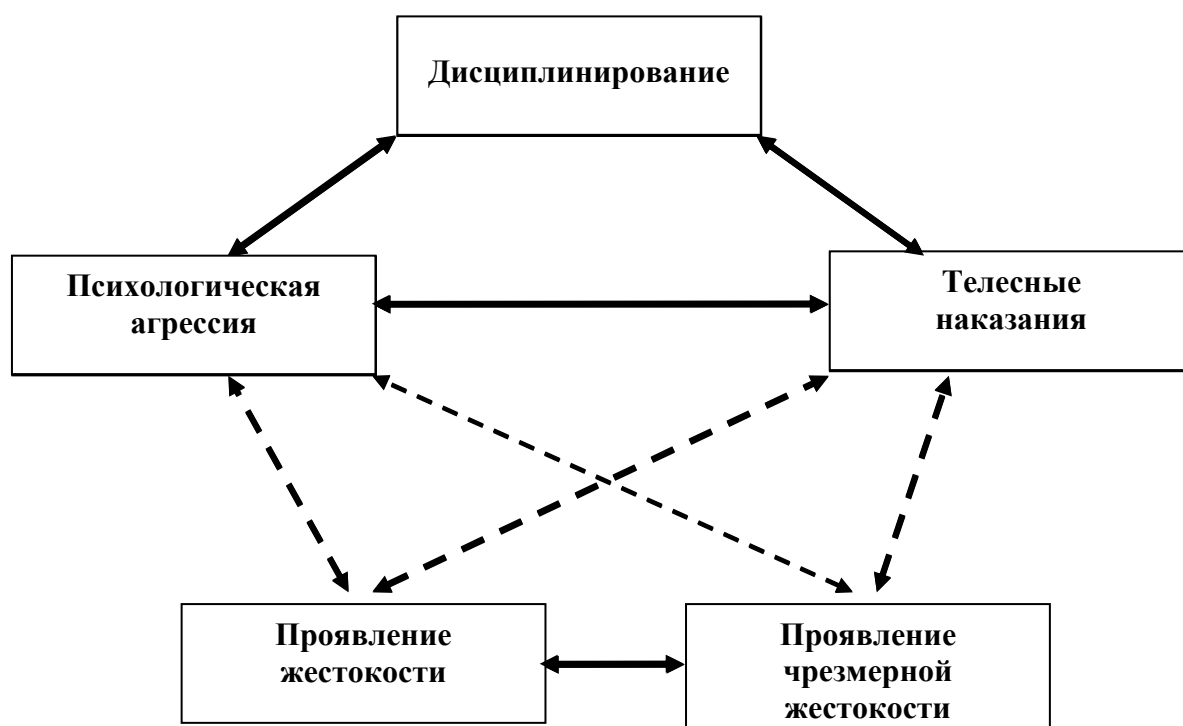 Дисциплинирование
Психологическая
агрессия
Телесные
наказания
Проявление
жестокости
Проявление
чрезмерной
жестокости